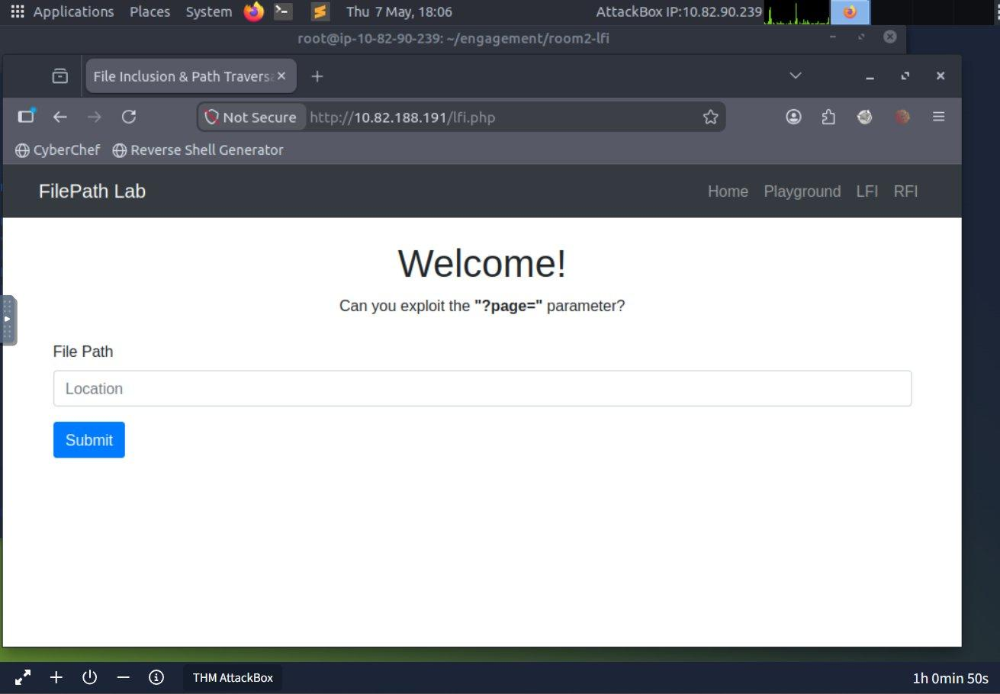 Applications Places System Thu 7 May, 18:06 AttackBox IP:10.82.90.239
root@ip-10-82-90-239: ~/engagement/room2-lfi
File Inclusion & Path Travers
Not Secure http://10.82.188.191/lfi.php
CyberChef Reverse Shell Generator
FilePath Lab Home Playground LFI RFI
Welcome!
Can you exploit the "?page=" parameter?
File Path
Location
Submit
THM AttackBox 1h 0min 50s